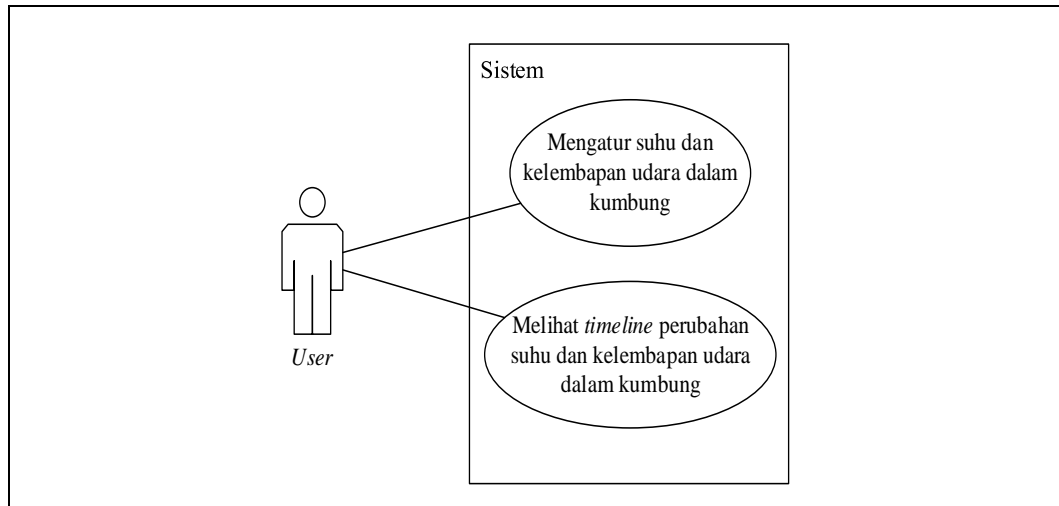 Sistem
Mengatur suhu dan
kelembapan udara dalam
kumbung
User
Melihat timeline perubahan
suhu dan kelembapan udara
dalam kumbung